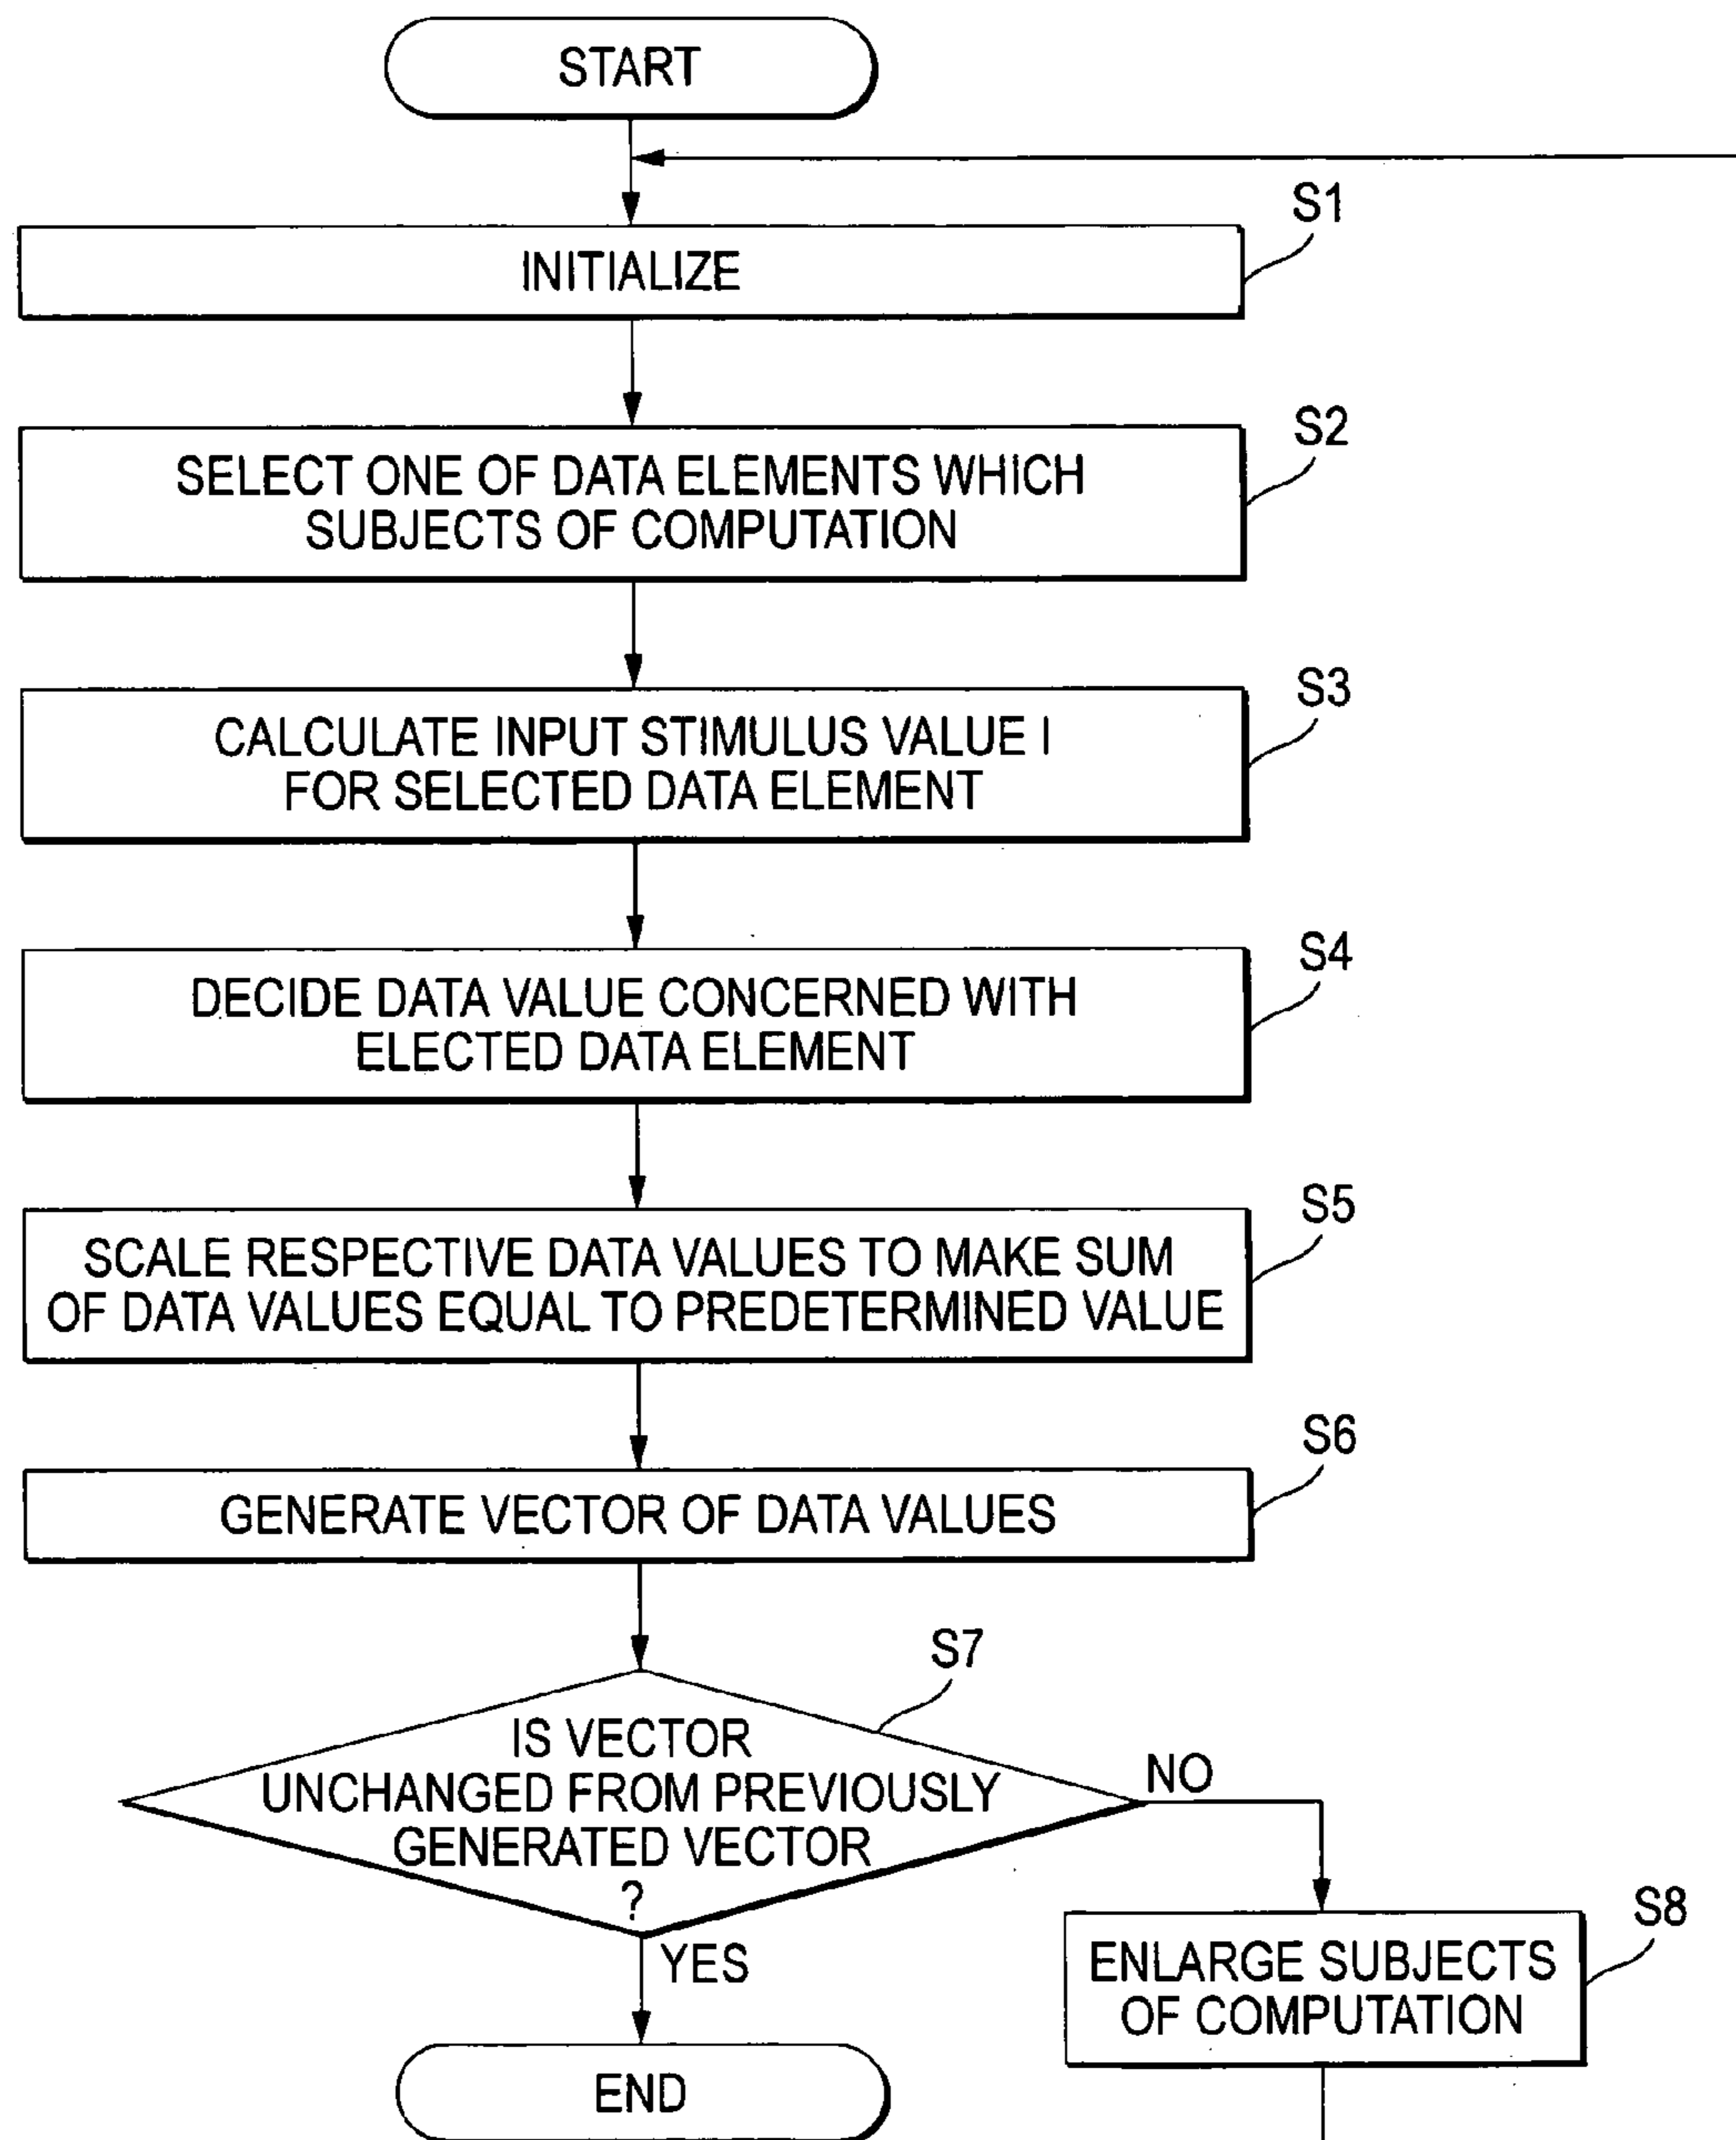 START
S1
INITIALIZE
S2
SELECT ONE OF DATA ELEMENTS WHICH
SUBJECTS OF COMPUTATION
S3
CALCULATE INPUT STIMULUS VALUE I
FOR SELECTED DATA ELEMENT
S4
DECIDE DATA VALUE CONCERNED WITH
ELECTED DATA ELEMENT
S5
SCALE RESPECTIVE DATA VALUES TO MAKE SUM
OF DATA VALUES EQUAL TO PREDETERMINED VALUE
S6
GENERATE VECTOR OF DATA VALUES
S7
IS VECTOR
UNCHANGED FROM PREVIOUSLY
GENERATED VECTOR
?
NO
YES
S8
ENLARGE SUBJECTS
OF COMPUTATION
END